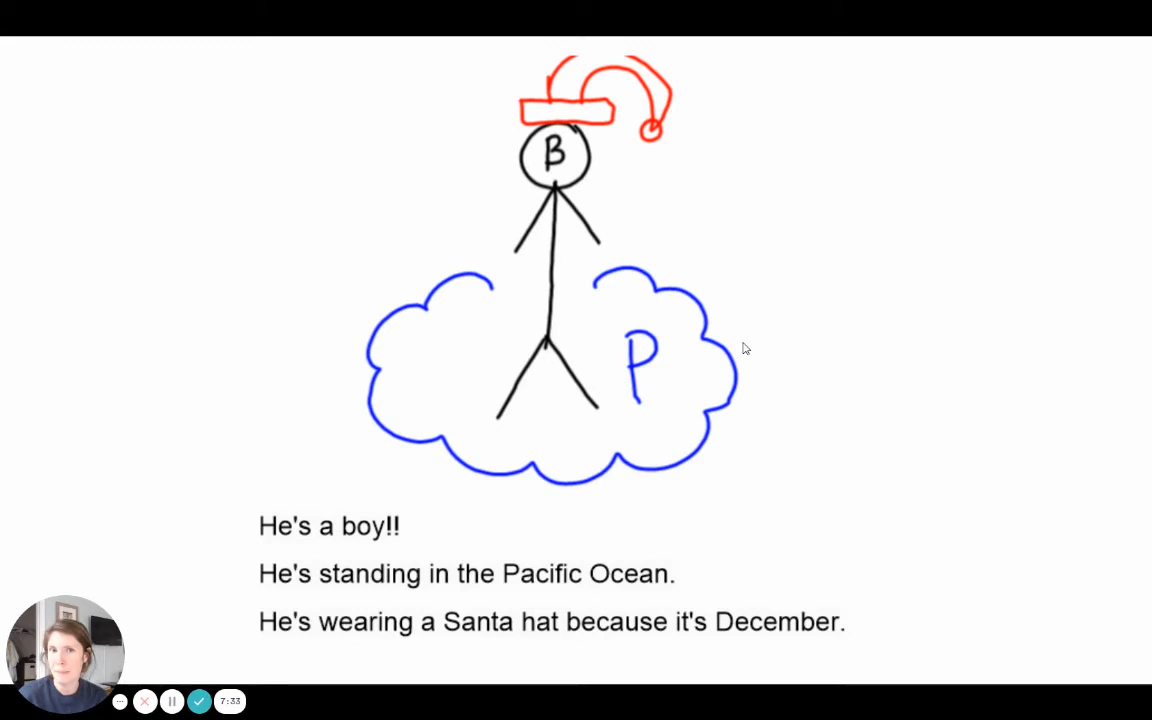 B
P
He's a boy!!
He's standing in the Pacific Ocean.
He's wearing a Santa hat because it's December.
7:33